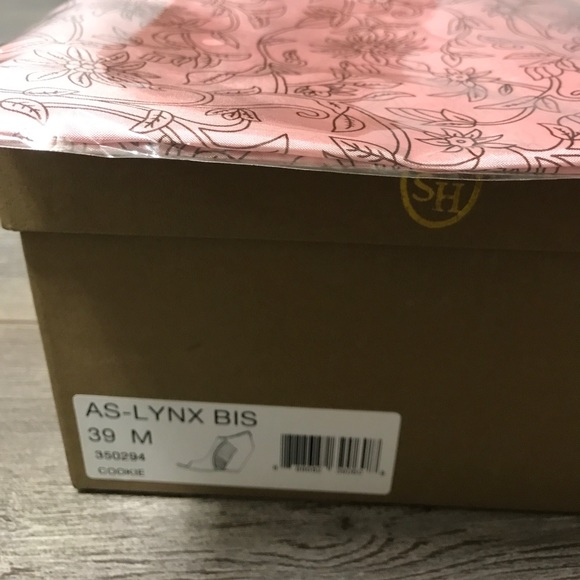 SH
AS-LYNX BIS
39 M
350294
COOKIE